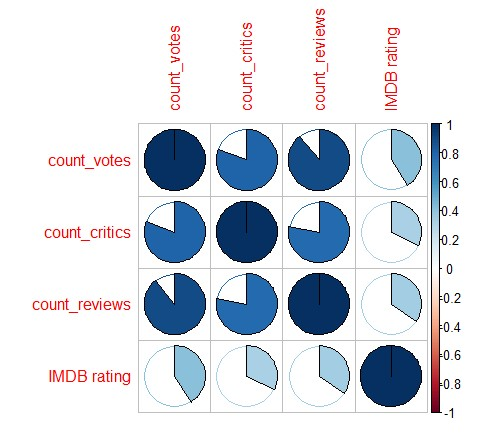 count_votes
count_critics
count_reviews
IMDB rating
count_votes
count_critics
count_reviews
IMDB rating
1
0.8
0.6
0.4
0.2
0
-0.2
-0.4
-0.6
-0.8
-1